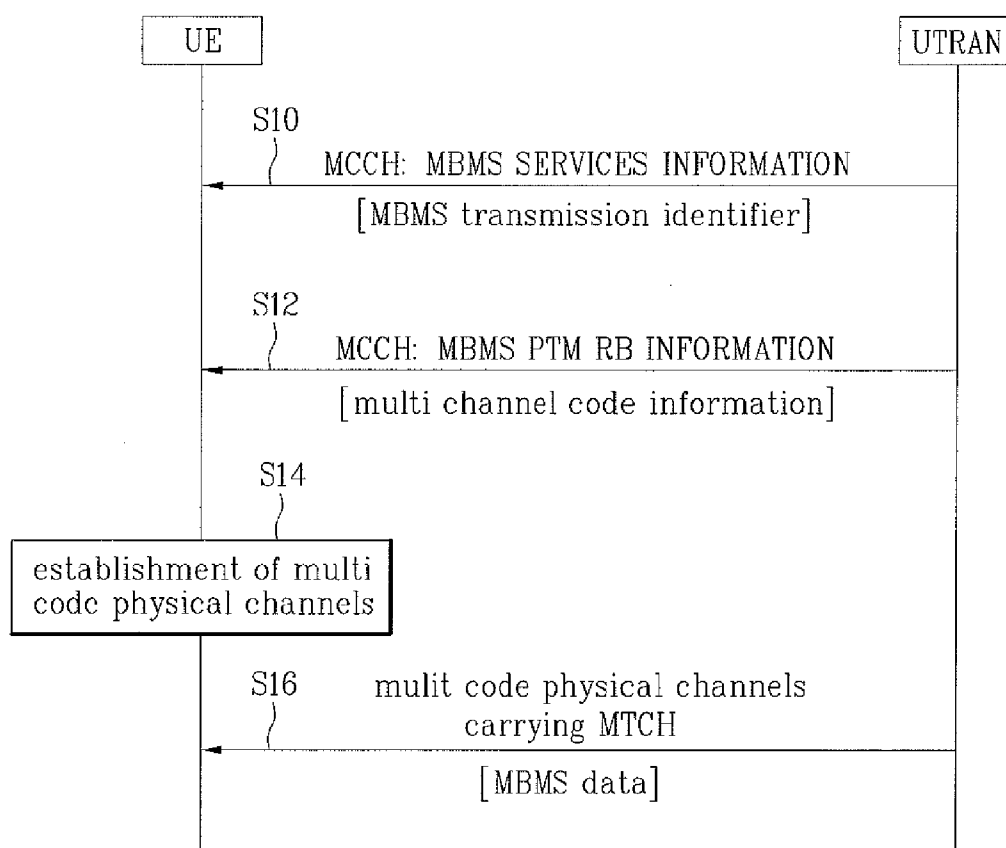 UE
UTRAN
S10
MCCH: MBMS SERVICES INFORMATION
[MBMS transmission identifier]
S12
MCCH: MBMS PTM RB INFORMATION
[multi channel code information]
S14
establishment of multi
code physical channels
S16
mulit code physical channels
carrying MTCH
[MBMS data]